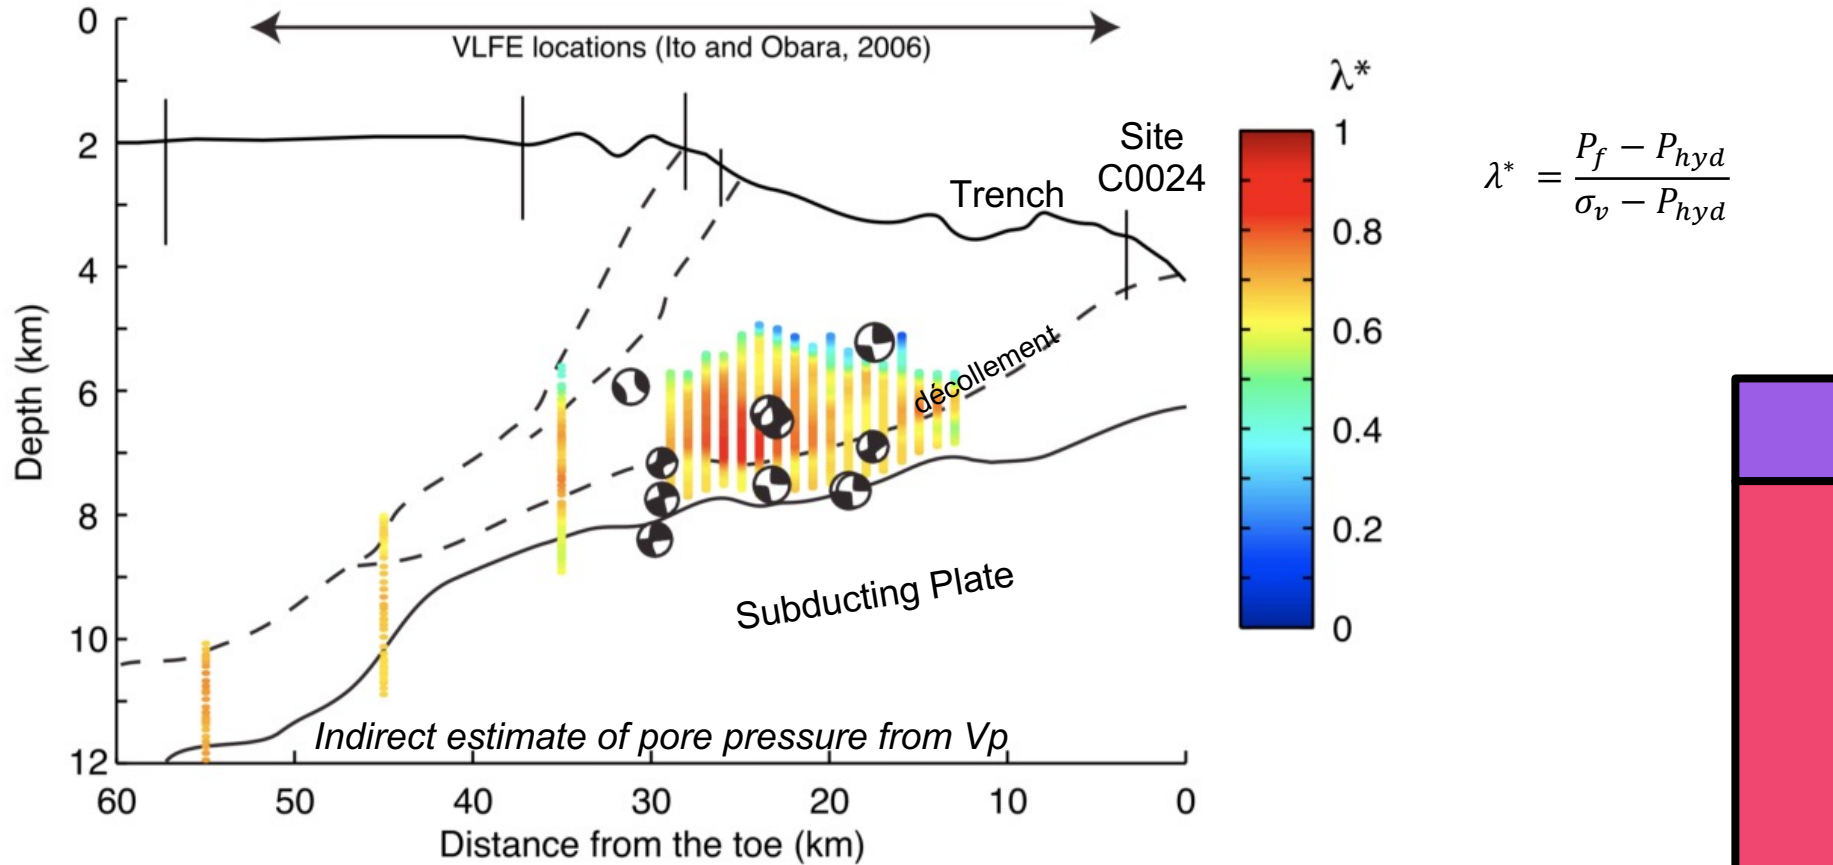 VLFE locations (Ito and Obara, 2006)
λ*
Site
C0024
Trench
λ* = (P_f − P_hyd) / (σ_v − P_hyd)
décollement
Subducting Plate
Indirect estimate of pore pressure from Vp
Depth (km)
0
2
4
6
8
10
12
60 50 40 30 20 10 0
Distance from the toe (km)
1
0.8
0.6
0.4
0.2
0